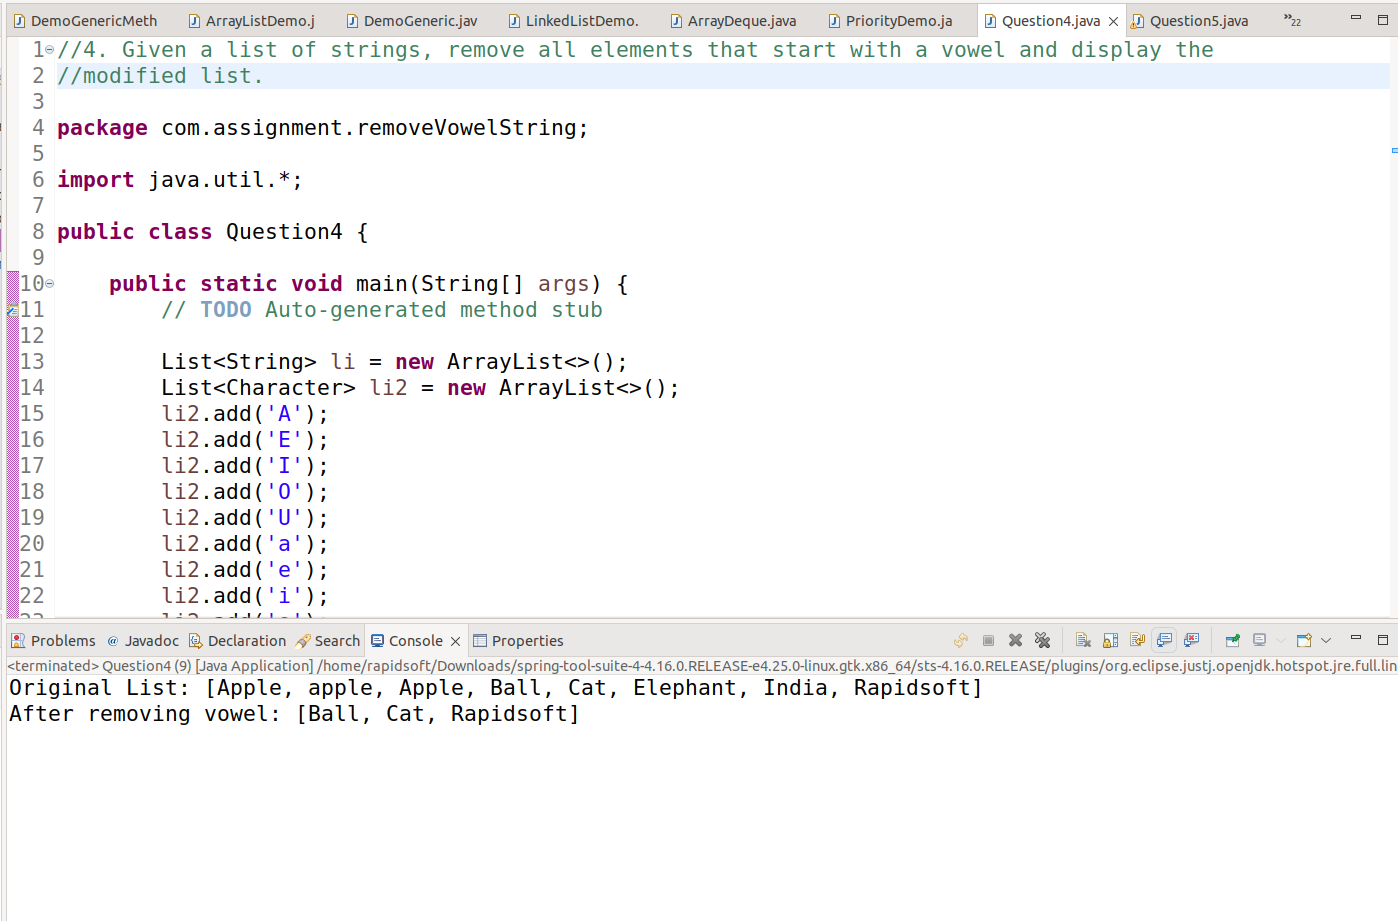 DemoGenericMeth ArrayListDemo.j DemoGeneric.jav LinkedListDemo. ArrayDeque.java PriorityDemo.ja Question4.java Question5.java »22
1 //4. Given a list of strings, remove all elements that start with a vowel and display the
2 //modified list.
3
4 package com.assignment.removeVowelString;
5
6 import java.util.*;
7
8 public class Question4 {
9
10 public static void main(String[] args) {
11 // TODO Auto-generated method stub
12
13 List<String> li = new ArrayList<>();
14 List<Character> li2 = new ArrayList<>();
15 li2.add('A');
16 li2.add('E');
17 li2.add('I');
18 li2.add('O');
19 li2.add('U');
20 li2.add('a');
21 li2.add('e');
22 li2.add('i');
Problems @ Javadoc Declaration Search Console Properties
<terminated> Question4 (9) [Java Application] /home/rapidsoft/Downloads/spring-tool-suite-4-4.16.0.RELEASE-e4.25.0-linux.gtk.x86_64/sts-4.16.0.RELEASE/plugins/org.eclipse.justj.openjdk.hotspot.jre.full.lin
Original List: [Apple, apple, Apple, Ball, Cat, Elephant, India, Rapidsoft]
After removing vowel: [Ball, Cat, Rapidsoft]